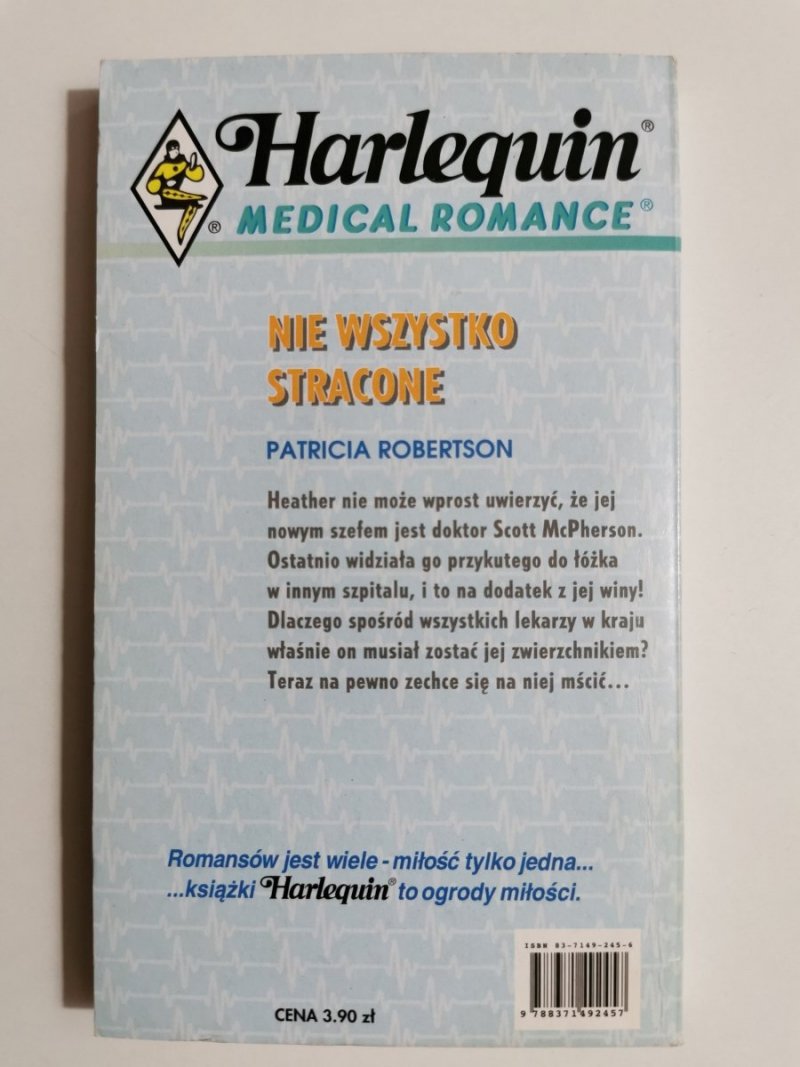 Harlequin®
® MEDICAL ROMANCE®
NIE WSZYSTKO
STRACONE
PATRICIA ROBERTSON
Heather nie może wprost uwierzyć, że jej
nowym szefem jest doktor Scott McPherson.
Ostatnio widziała go przykutego do łóżka
w innym szpitalu, i to na dodatek z jej winy!
Dlaczego spośród wszystkich lekarzy w kraju
właśnie on musiał zostać jej zwierzchnikiem?
Teraz na pewno zechce się na niej mścić...
Romansów jest wiele - miłość tylko jedna...
...książki Harlequin® to ogrody miłości.
ISBN 83-7149-245-6
9 788371 492457
CENA 3.90 zł